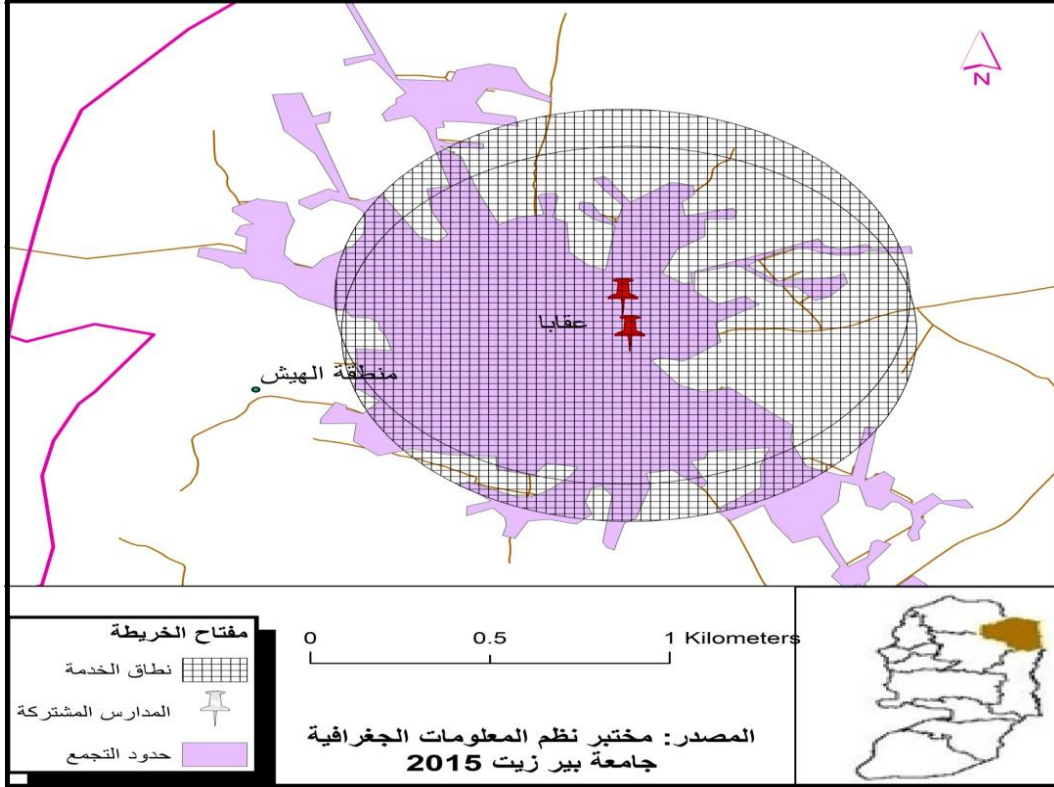 N
عقابا
منطقة الهيش
مفتاح الخريطة
نطاق الخدمة
المدارس المشتركة
حدود التجمع
0 0.5 1 Kilometers
المصدر: مختبر نظم المعلومات الجغرافية
جامعة بير زيت 2015